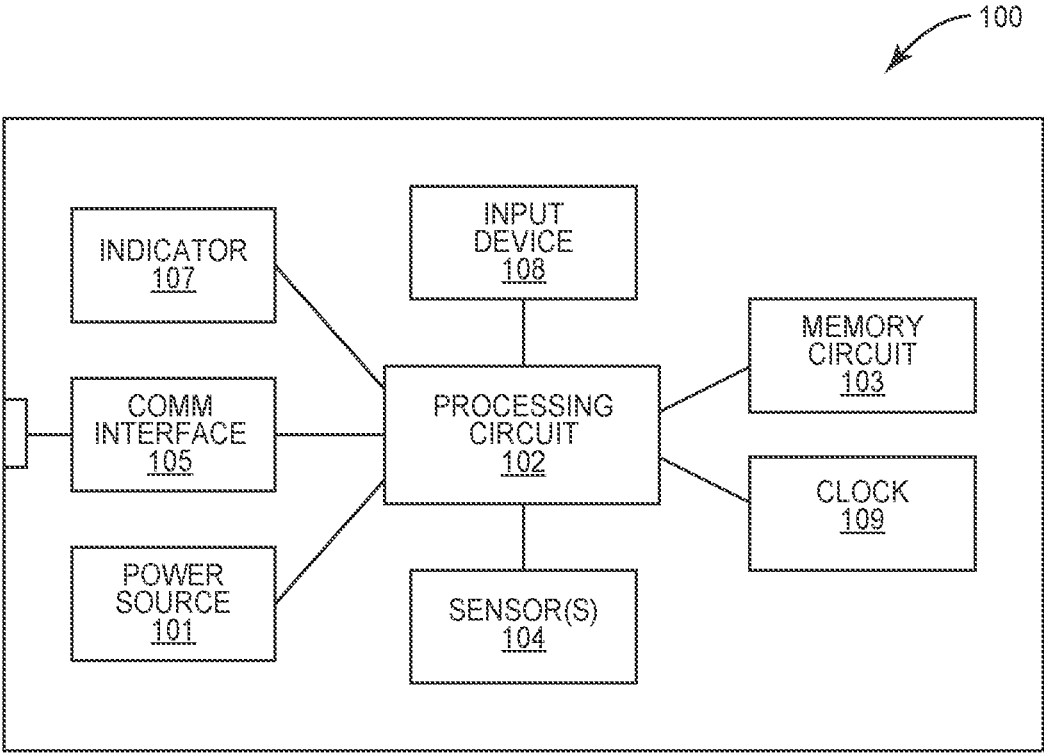 100
INDICATOR
107
INPUT
DEVICE
108
MEMORY
CIRCUIT
103
COMM
INTERFACE
105
PROCESSING
CIRCUIT
102
CLOCK
109
POWER
SOURCE
101
SENSOR(S)
104